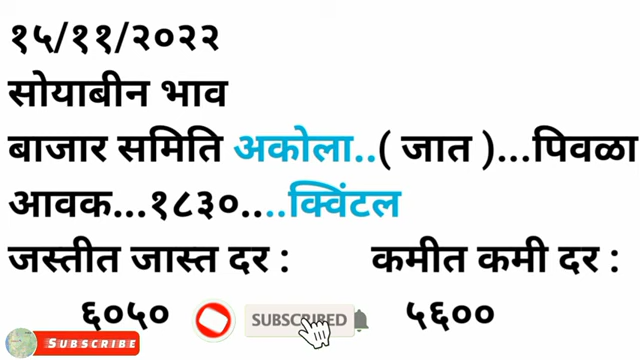 १५/११/२०२२
सोयाबीन भाव
बाजार समिति अकोला..( जात )...पिवळा
आवक...१८३०....क्विंटल
जस्तीत जास्त दर : कमीत कमी दर :
६०५० SUBSCRIBED ५६००
SUBSCRIBE